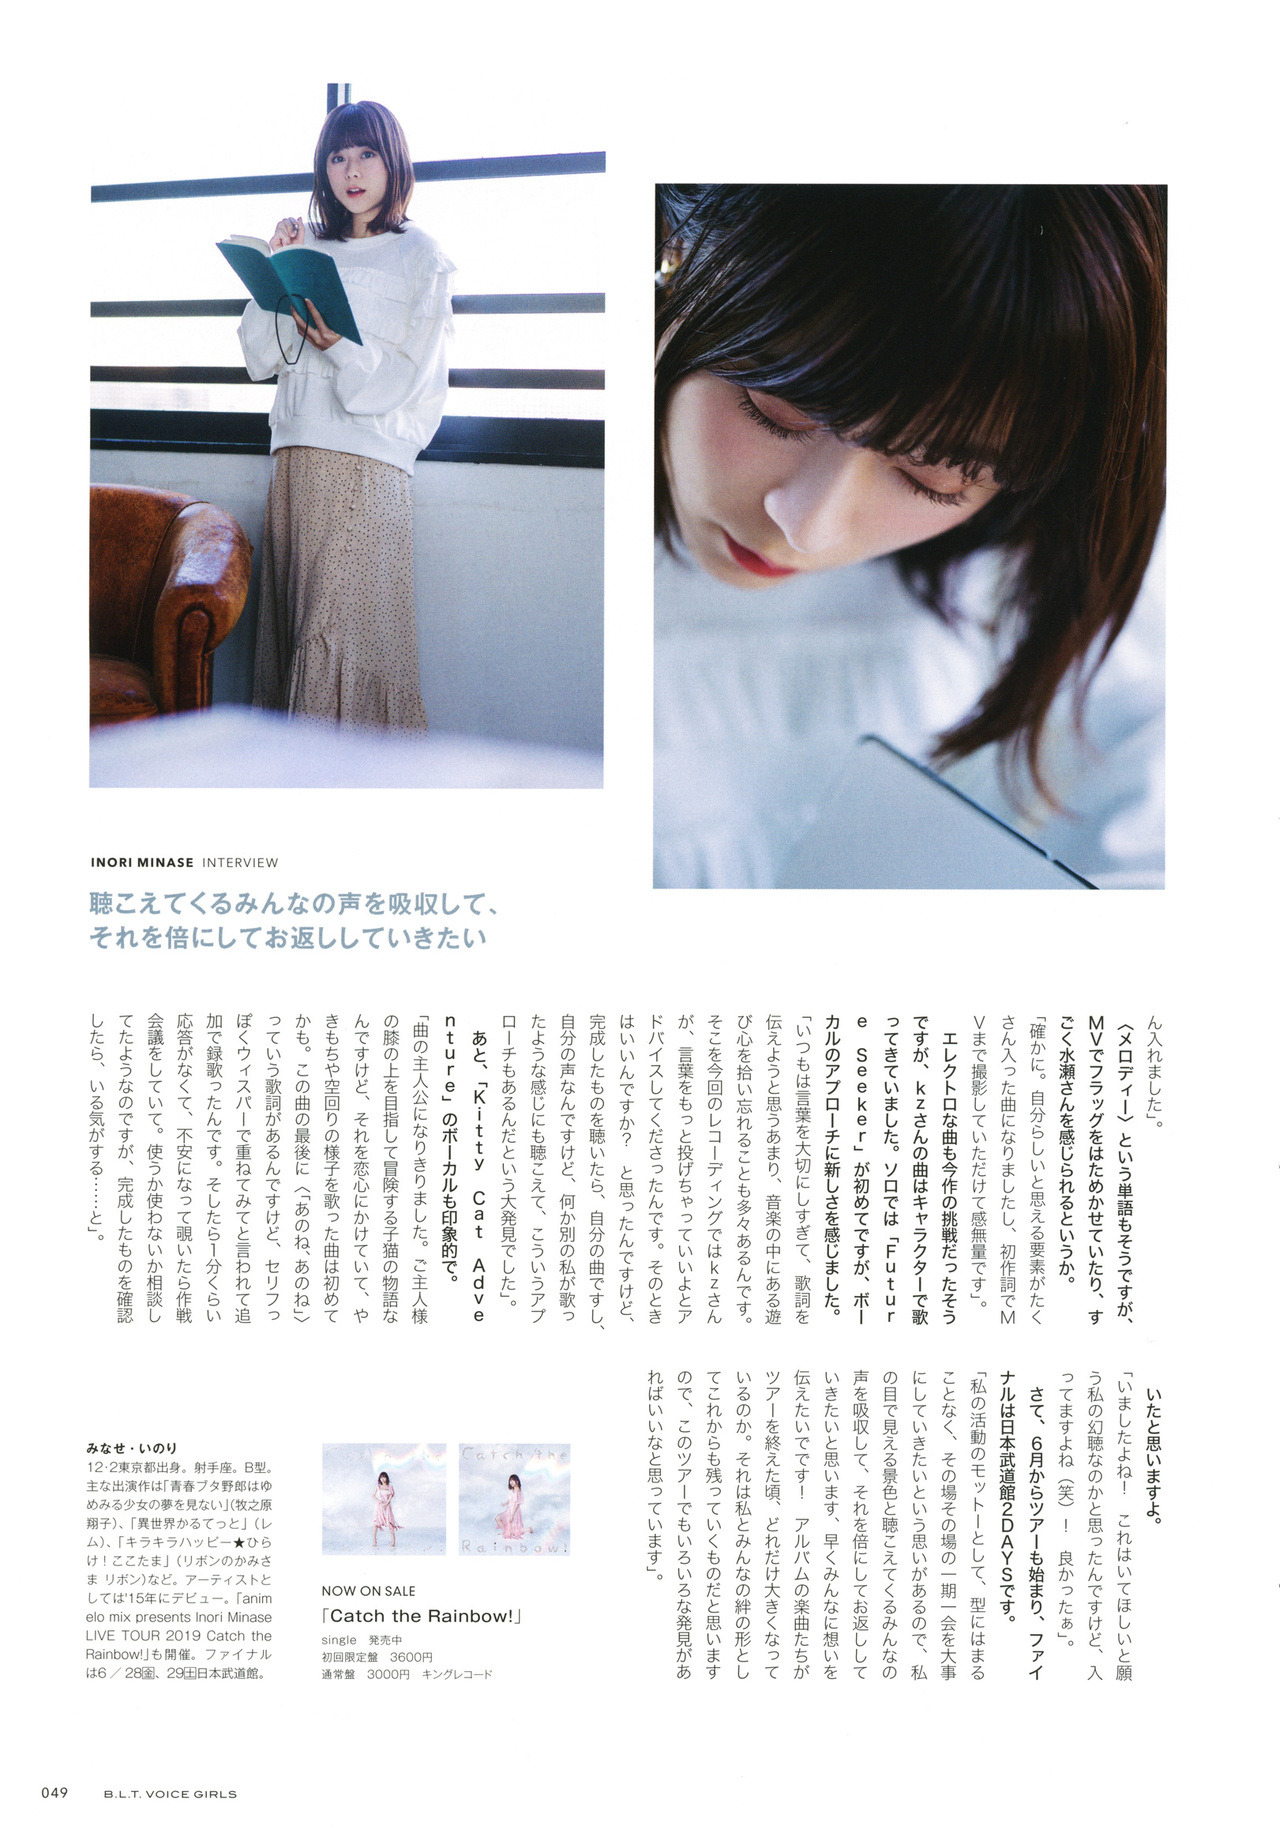 INORI MINASE INTERVIEW
聴こえてくるみんなの声を吸収して、
それを倍にしてお返ししていきたい
ん入れました」。
〈メロディー〉という単語もそうですが、
MVでフラッグをはためかせていたり、す
ごく水瀬さんを感じられるというか。
「確かに。自分らしいと思える要素がたく
さん入った曲になりましたし、初作詞でM
Vまで撮影していただけて感無量です」。
エレクトロな曲も今作の挑戦だったそう
ですが、kzさんの曲はキャラクターで歌
ってきていました。ソロでは「Futur
e Seeker」が初めてですが、ボー
カルのアプローチに新しさを感じました。
「いつもは言葉を大切にしすぎて、歌詞を
伝えようと思うあまり、音楽の中にある遊
び心を拾い忘れることも多々あるんです。
そこを今回のレコーディングではkzさん
が、言葉をもっと投げちゃっていいよとア
ドバイスしてくださったんです。そのとき
はいいんですか? と思ったんですけど、
完成したものを聴いたら、自分の曲ですし、
自分の声なんですけど、何か別の私が歌っ
たような感じにも聴こえて、こういうアプ
ローチもあるんだという大発見でした」。
あと、「Kitty Cat Adve
nture」のボーカルも印象的で。
「曲の主人公になりきりました。ご主人様
の膝の上を目指して冒険する子猫の物語な
んですけど、それを恋心にかけていて、や
きもちや空回りの様子を歌った曲は初めて
かも。この曲の最後に〈「あのね、あのね」〉
っていう歌詞があるんですけど、セリフっ
ぽくウィスパーで重ねてみてと言われて追
加で録歌ったんです。そしたら1分くらい
応答がなくて、不安になって覗いたら作戦
会議をしていて。使うか使わないか相談し
てたようなのですが、完成したものを確認
したら、いる気がする……と」。
いたと思いますよ。
「いましたよね! これはいてほしいと願
う私の幻聴なのかと思ったんですけど、入
ってますよね(笑)! 良かったぁ」。
さて、6月からツアーも始まり、ファイ
ナルは日本武道館2DAYSです。
「私の活動のモットーとして、型にはまる
ことなく、その場その場の一期一会を大事
にしていきたいという思いがあるので、私
の目で見える景色と聴こえてくるみんなの
声を吸収して、それを倍にしてお返しして
いきたいと思います、早くみんなに想いを
伝えたいでです! アルバムの楽曲たちが
ツアーを終えた頃、どれだけ大きくなって
いるのか。それは私とみんなの絆の形とし
てこれからも残っていくものだと思います
ので、このツアーでもいろいろな発見があ
ればいいなと思っています」。
みなせ・いのり
12・2東京都出身。射手座。B型。
主な出演作は「青春ブタ野郎はゆ
めみる少女の夢を見ない」(牧之原
翔子)、「異世界かるてっと」(レ
ム)、「キラキラハッピー★ひら
け!ここたま」(リボンのかみさ
ま リボン)など。アーティストと
しては'15年にデビュー。「anim
elo mix presents Inori Minase
LIVE TOUR 2019 Catch the
Rainbow!」も開催。ファイナル
は6/28㊎、29㊏日本武道館。
Catch the
Rainbow!
NOW ON SALE
「Catch the Rainbow!」
single 発売中
初回限定盤 3600円
通常盤 3000円 キングレコード
049 B.L.T. VOICE GIRLS